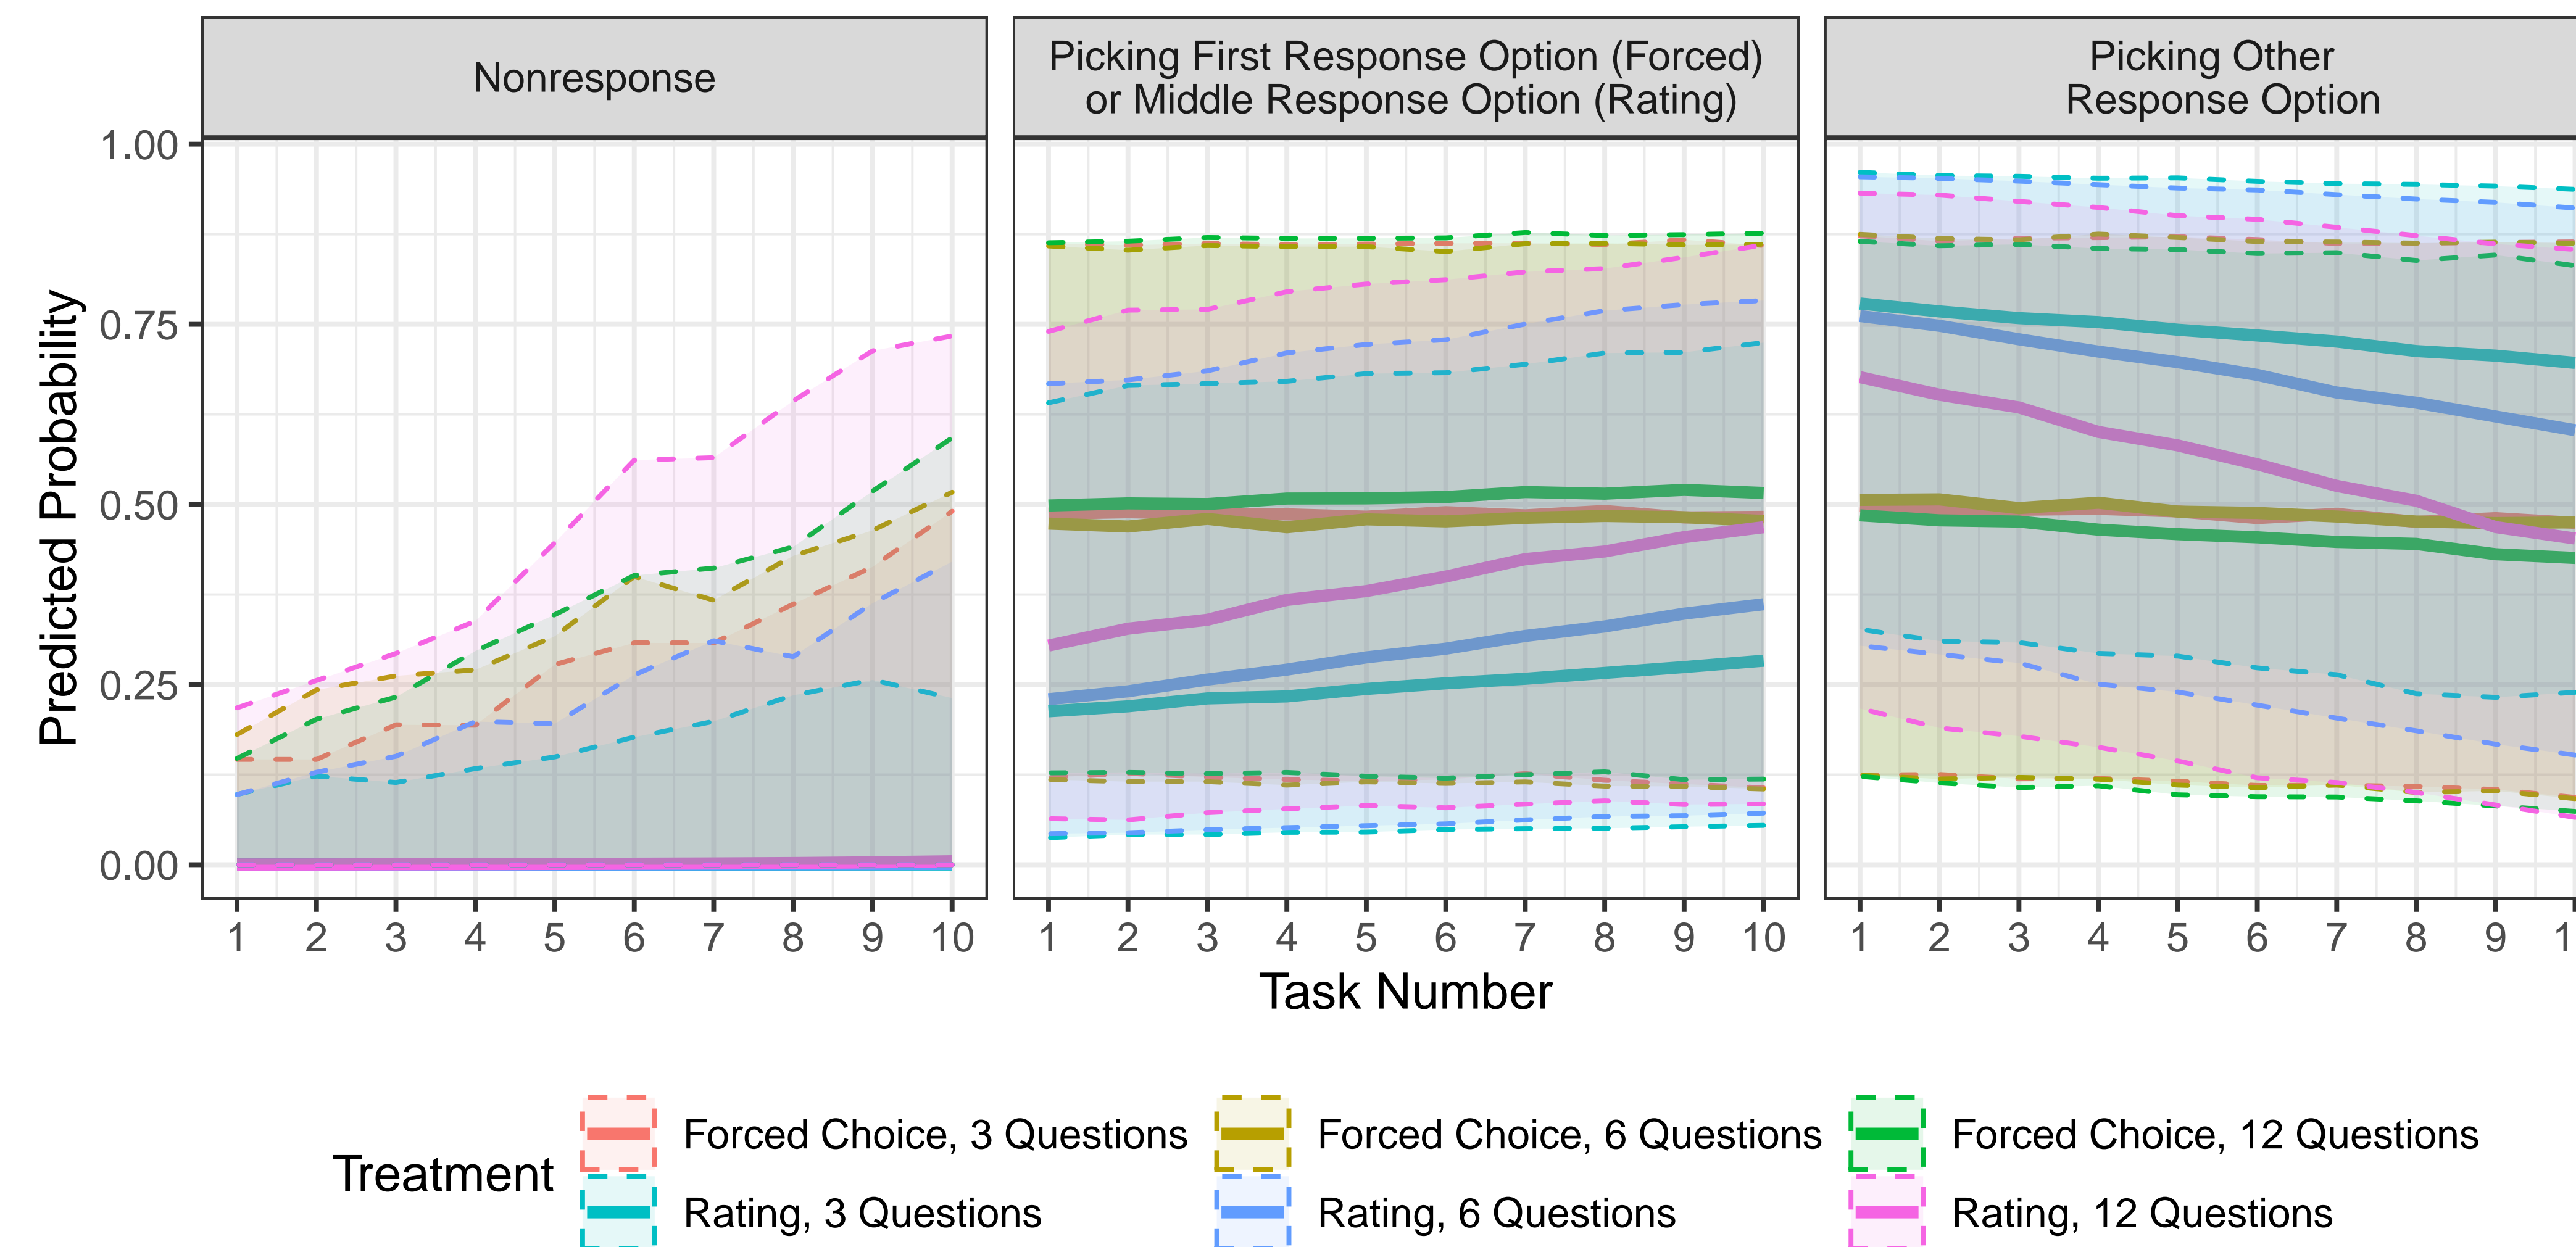 Nonresponse
Picking First Response Option (Forced)
or Middle Response Option (Rating)
Picking Other
Response Option
Predicted Probability
1.00
0.75
0.50
0.25
0.00
1 2 3 4 5 6 7 8 9 10
1 2 3 4 5 6 7 8 9 10
1 2 3 4 5 6 7 8 9 1
Task Number
Treatment
Forced Choice, 3 Questions
Forced Choice, 6 Questions
Forced Choice, 12 Questions
Rating, 3 Questions
Rating, 6 Questions
Rating, 12 Questions